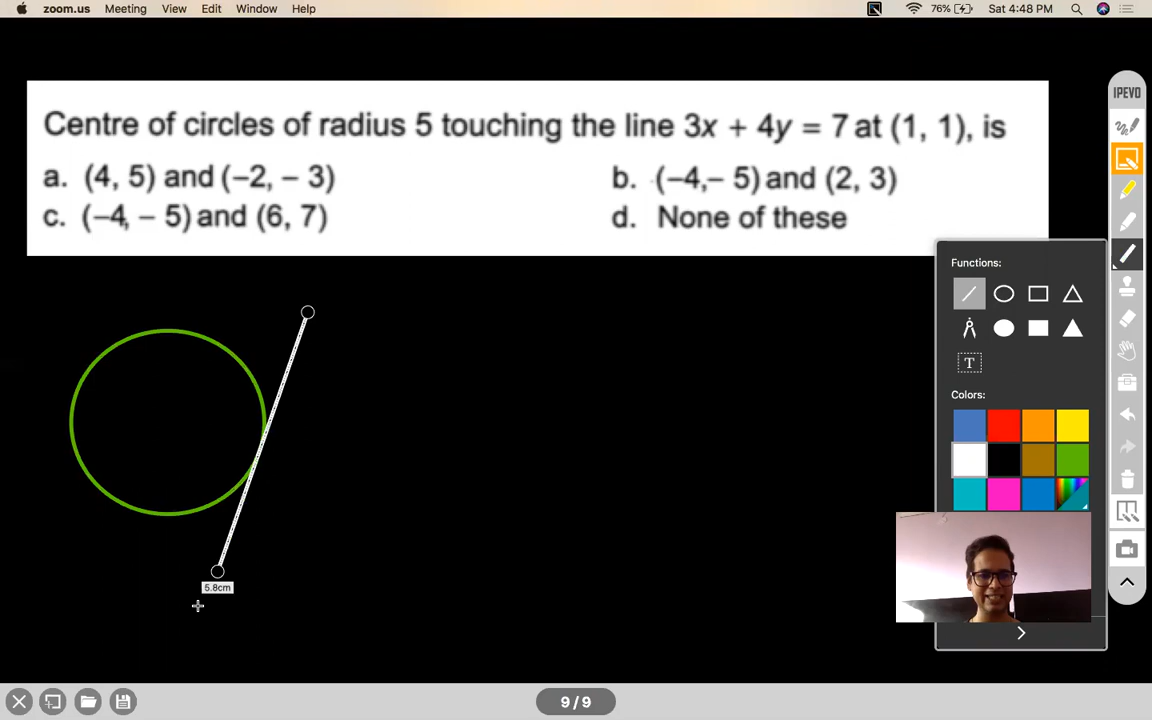 zoom.us Meeting View Edit Window Help 76% Sat 4:48 PM
Centre of circles of radius 5 touching the line 3x + 4y = 7 at (1, 1), is
a. (4, 5) and (−2, − 3) b. (−4,− 5) and (2, 3)
c. (−4, − 5) and (6, 7) d. None of these
IPEVO
Functions:
T
Colors:
5.8cm
9 / 9